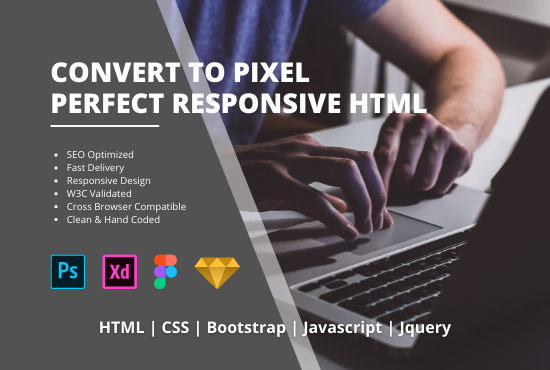 CONVERT TO PIXEL
PERFECT RESPONSIVE HTML
SEO Optimized
Fast Delivery
Responsive Design
W3C Validated
Cross Browser Compatible
Clean & Hand Coded
Ps Xd
HTML | CSS | Bootstrap | Javascript | Jquery